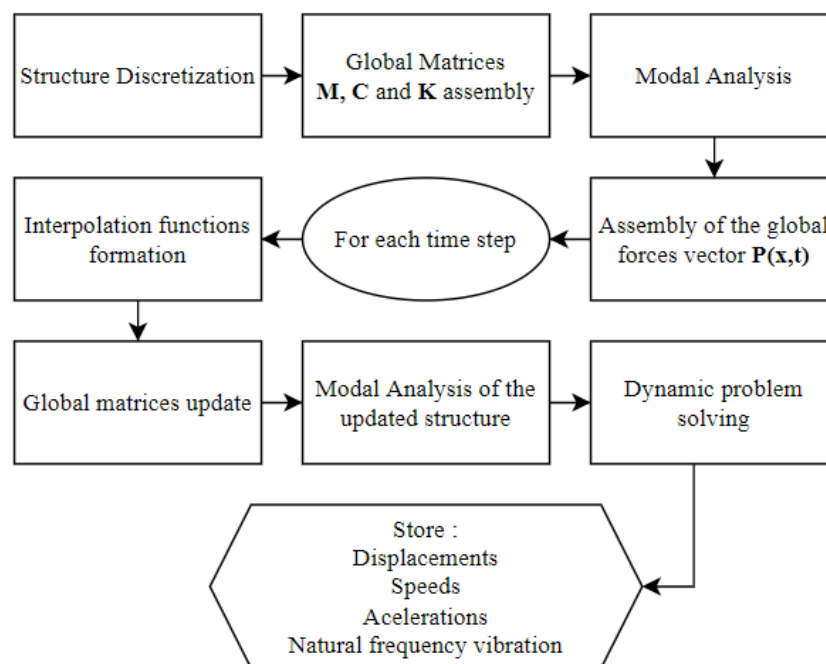 Structure Discretization
Global Matrices
M, C and K assembly
Modal Analysis
Assembly of the global
forces vector P(x,t)
For each time step
Interpolation functions
formation
Global matrices update
Modal Analysis of the
updated structure
Dynamic problem
solving
Store :
Displacements
Speeds
Acelerations
Natural frequency vibration